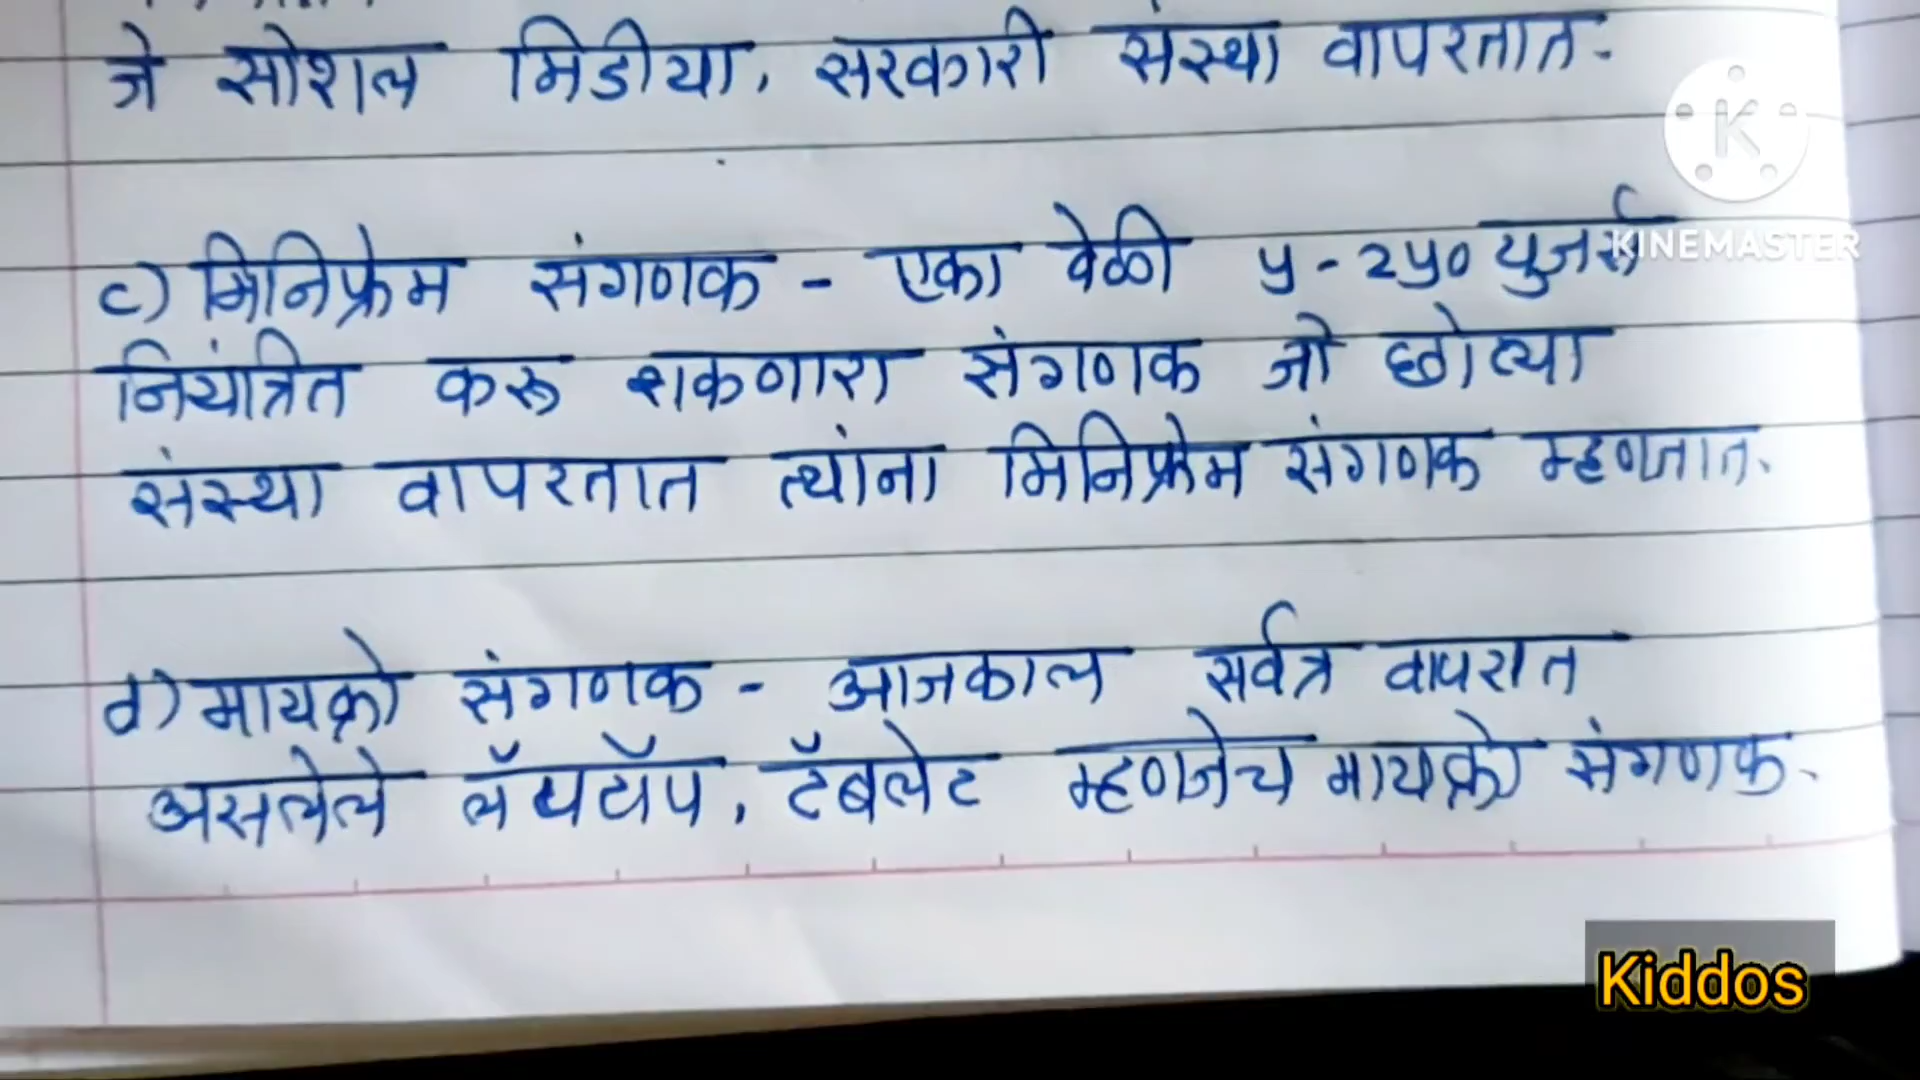 जे सोशल मिडीया, सरकारी संस्था वापरतात.
c) मिनिफ्रेम संगणक - एका वेळी ५-२५० युजर्स
नियंत्रित करू शकणारा संगणक जो छोट्या
संस्था वापरतात त्यांना मिनिफ्रेम संगणक म्हणतात.
d) मायक्रो संगणक - आजकाल सर्वत्र वापरात
असलेले लॅपटॉप, टॅबलेट म्हणजेच मायक्रो संगणक.
K
KINEMASTER
Kiddos